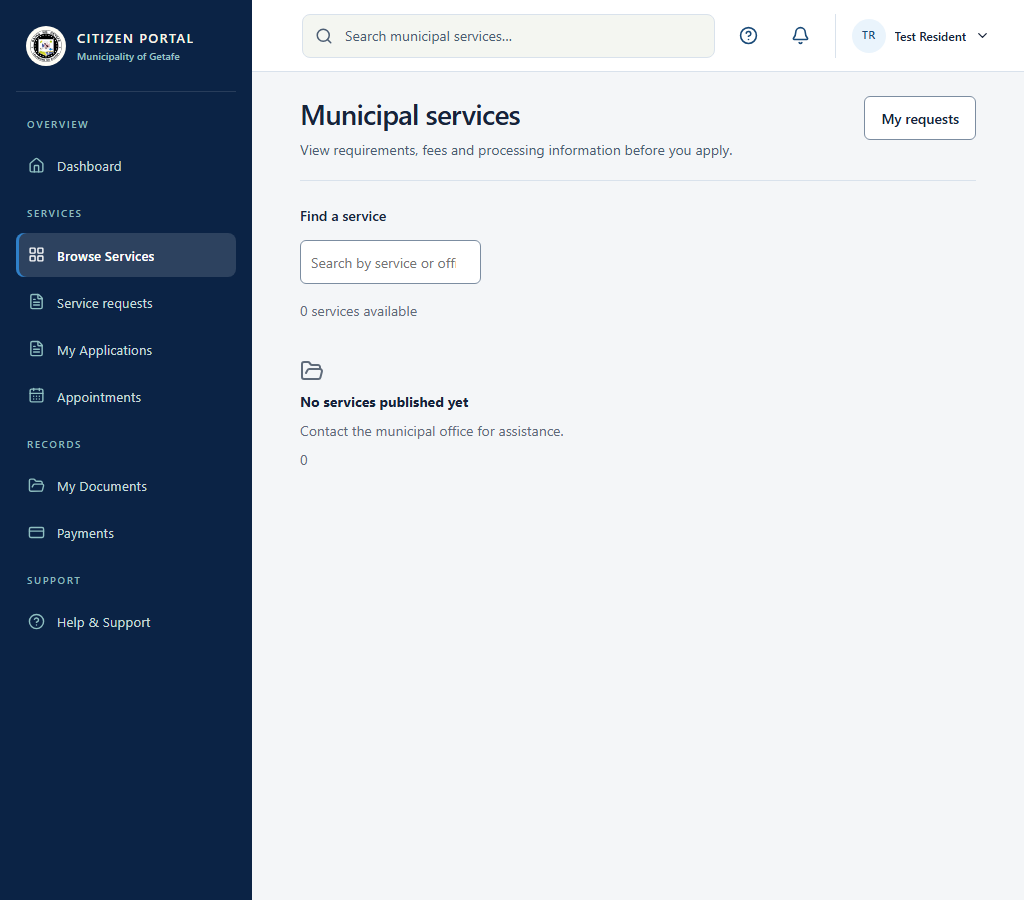 CITIZEN PORTAL
Municipality of Getafe
OVERVIEW
Dashboard
SERVICES
Browse Services
Service requests
My Applications
Appointments
RECORDS
My Documents
Payments
SUPPORT
Help & Support
Search municipal services...
TR
Test Resident
Municipal services
My requests
View requirements, fees and processing information before you apply.
Find a service
Search by service or offi
0 services available
No services published yet
Contact the municipal office for assistance.
0